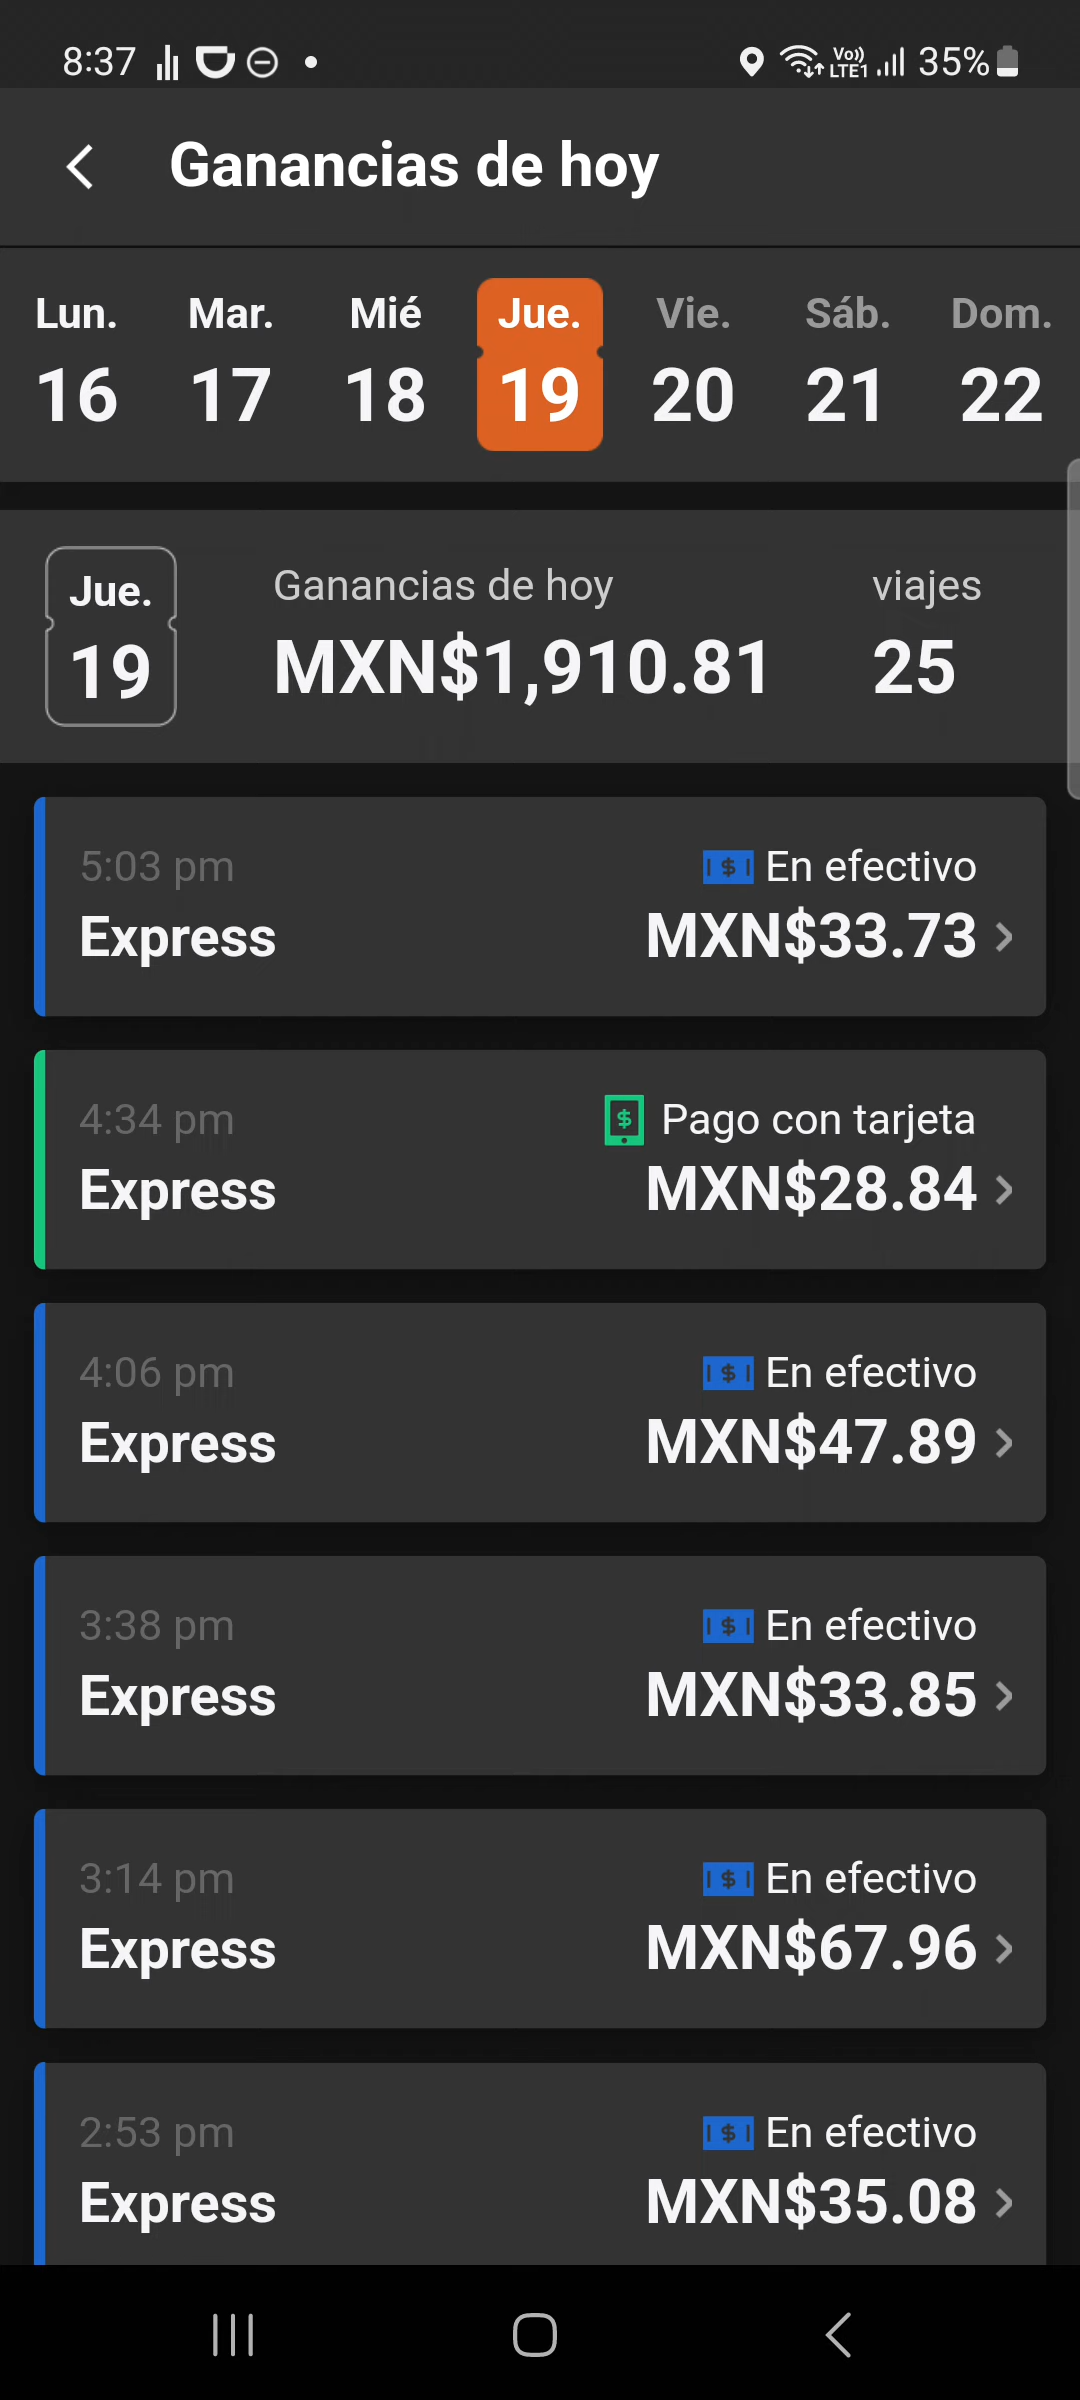 8:37 Vo)) LTE1 35%
Ganancias de hoy
Lun. Mar. Mié Jue. Vie. Sáb. Dom.
16 17 18 19 20 21 22
Jue. Ganancias de hoy viajes
19 MXN$1,910.81 25
5:03 pm $ En efectivo
Express MXN$33.73
4:34 pm $ Pago con tarjeta
Express MXN$28.84
4:06 pm $ En efectivo
Express MXN$47.89
3:38 pm $ En efectivo
Express MXN$33.85
3:14 pm $ En efectivo
Express MXN$67.96
2:53 pm $ En efectivo
Express MXN$35.08